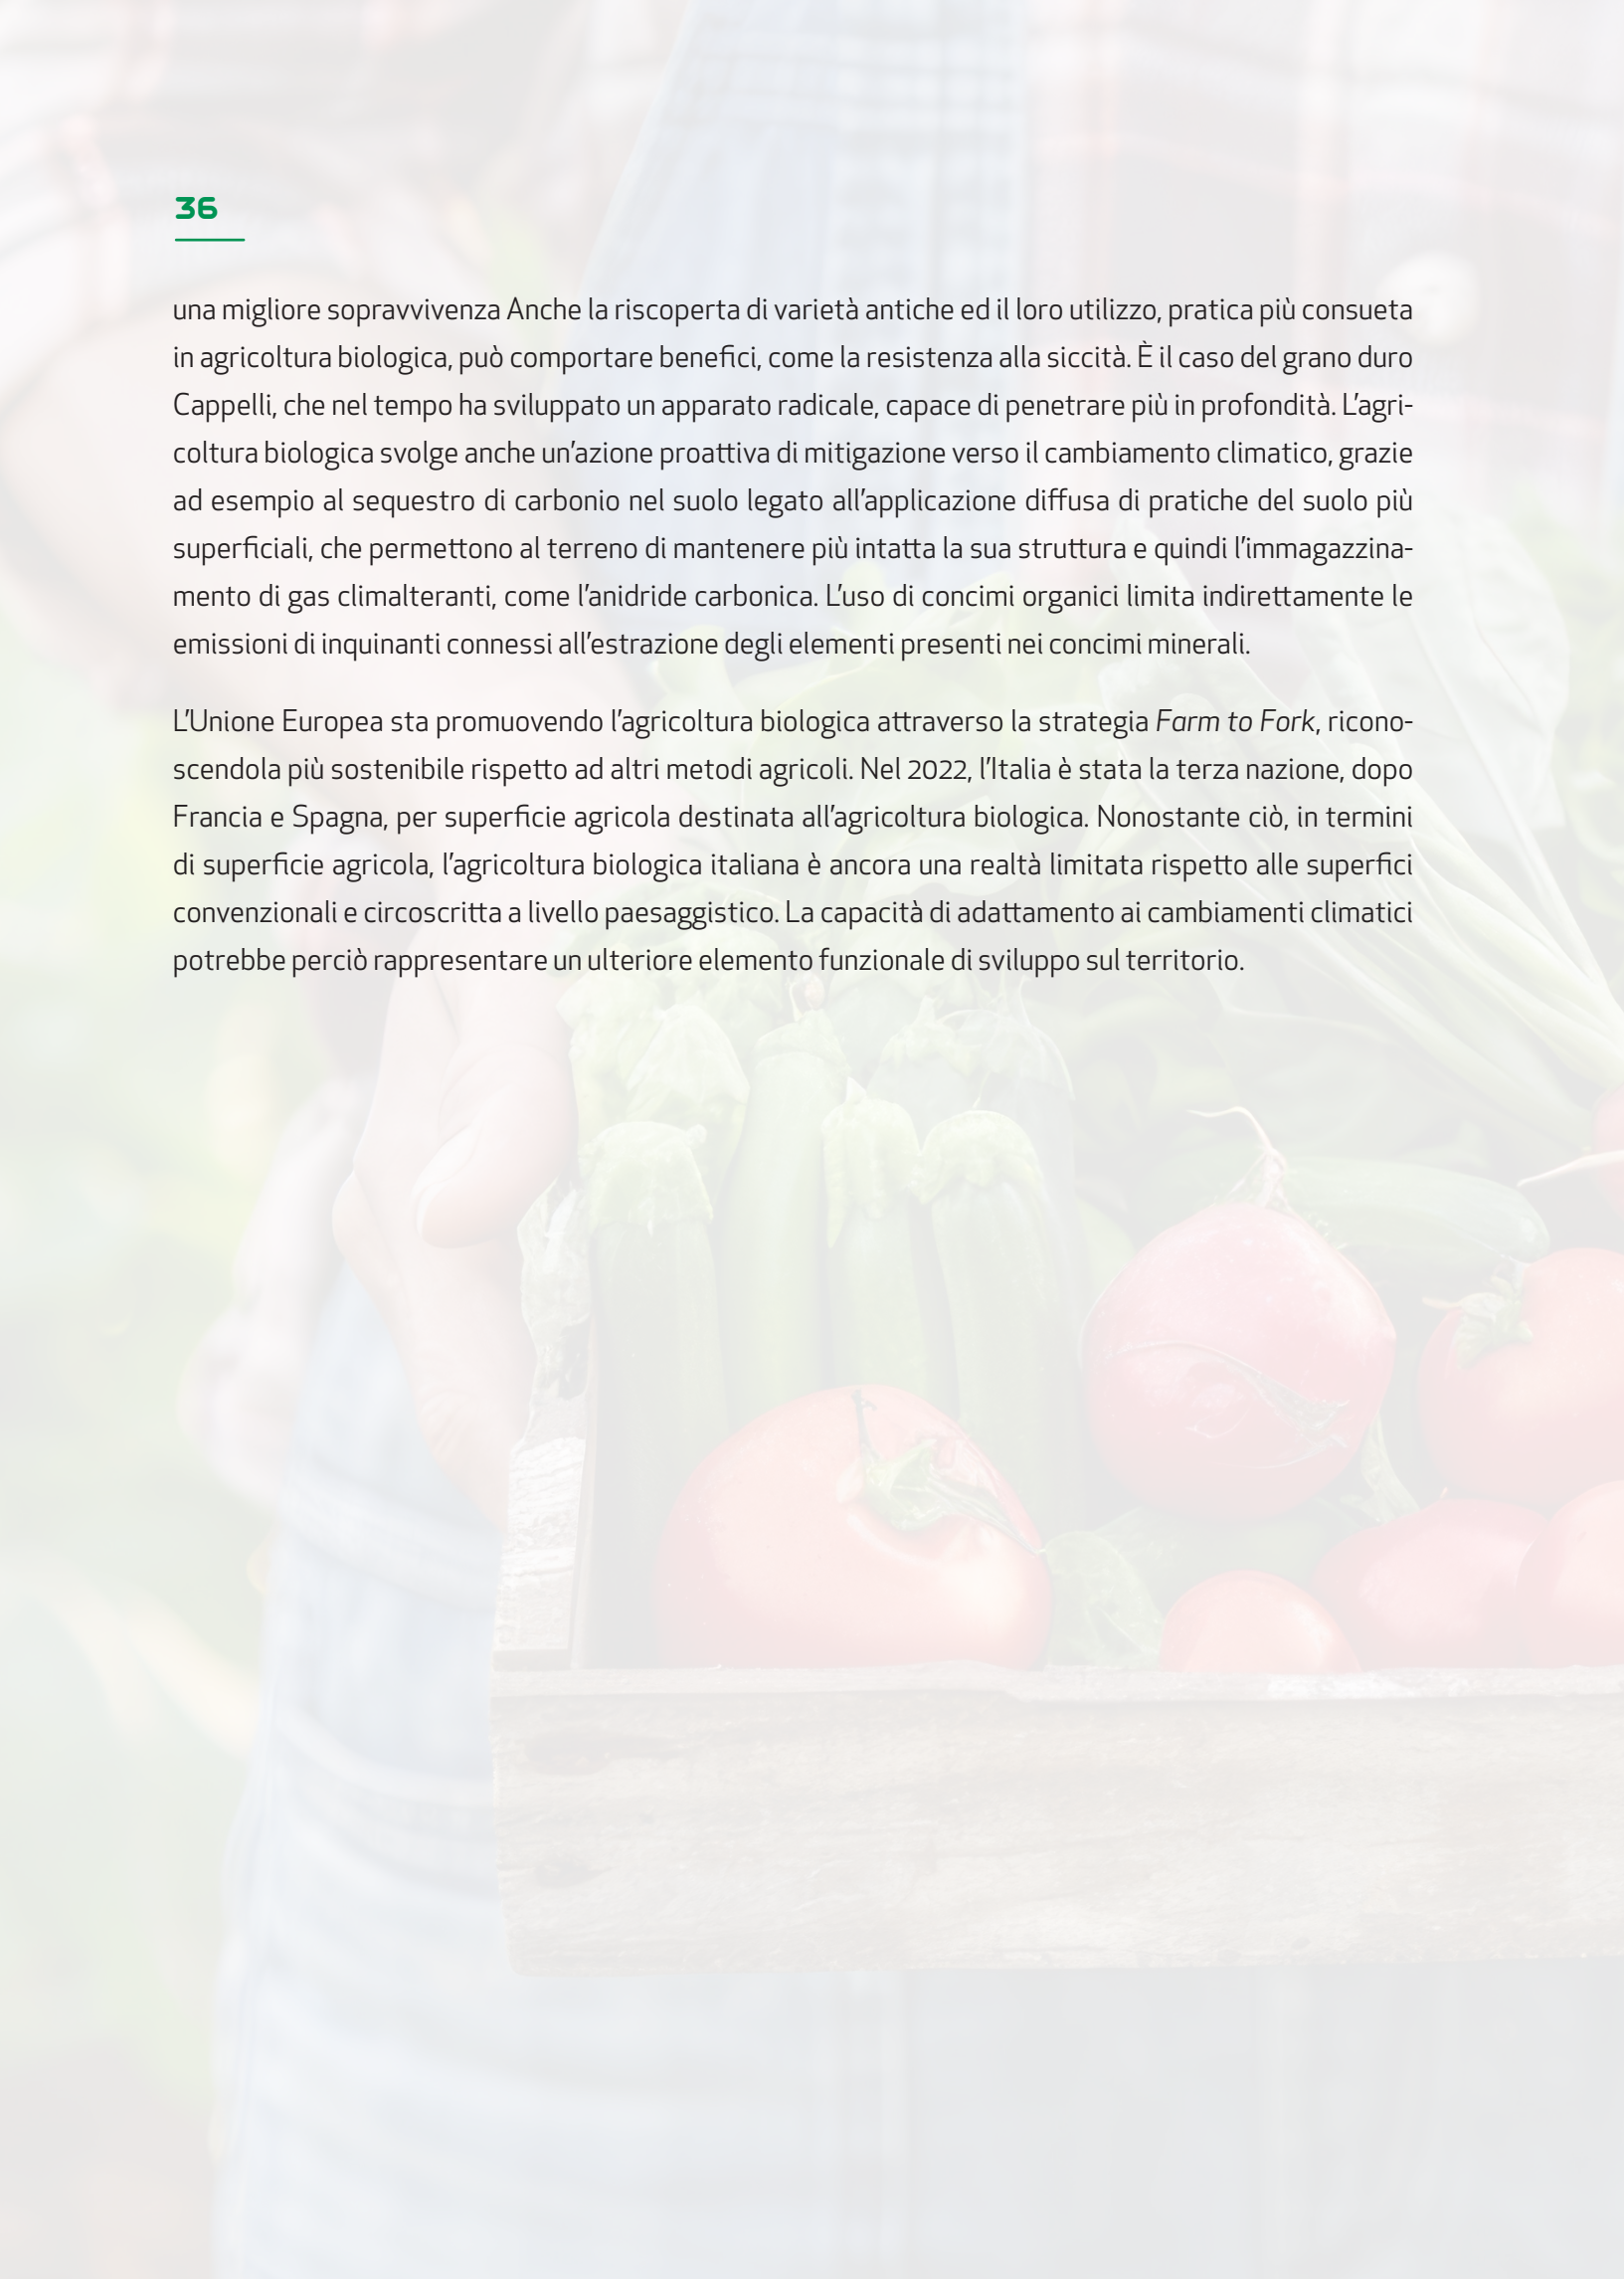 36
una migliore sopravvivenza Anche la riscoperta di varietà antiche ed il loro utilizzo, pratica più consueta
in agricoltura biologica, può comportare benefici, come la resistenza alla siccità. È il caso del grano duro
Cappelli, che nel tempo ha sviluppato un apparato radicale, capace di penetrare più in profondità. L’agri-
coltura biologica svolge anche un’azione proattiva di mitigazione verso il cambiamento climatico, grazie
ad esempio al sequestro di carbonio nel suolo legato all’applicazione diffusa di pratiche del suolo più
superficiali, che permettono al terreno di mantenere più intatta la sua struttura e quindi l’immagazzina-
mento di gas climalteranti, come l’anidride carbonica. L’uso di concimi organici limita indirettamente le
emissioni di inquinanti connessi all’estrazione degli elementi presenti nei concimi minerali.
L’Unione Europea sta promuovendo l’agricoltura biologica attraverso la strategia Farm to Fork, ricono-
scendola più sostenibile rispetto ad altri metodi agricoli. Nel 2022, l’Italia è stata la terza nazione, dopo
Francia e Spagna, per superficie agricola destinata all’agricoltura biologica. Nonostante ciò, in termini
di superficie agricola, l’agricoltura biologica italiana è ancora una realtà limitata rispetto alle superfici
convenzionali e circoscritta a livello paesaggistico. La capacità di adattamento ai cambiamenti climatici
potrebbe perciò rappresentare un ulteriore elemento funzionale di sviluppo sul territorio.